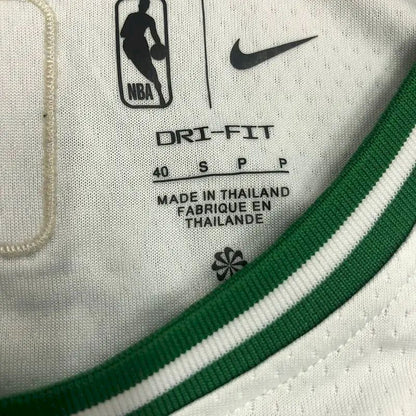 NBA
DRI-FIT
40 S P P
MADE IN THAILAND
FABRIQUE EN
THAILANDE